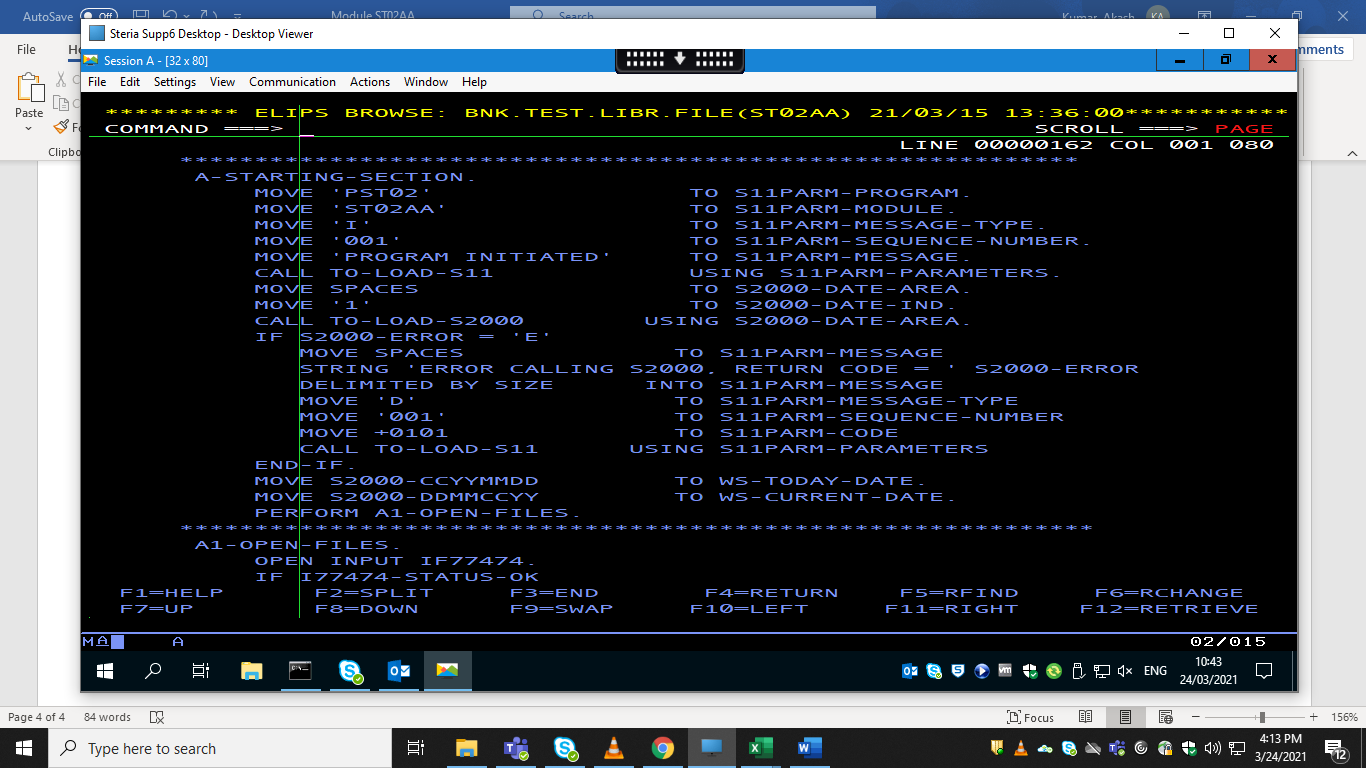 AutoSave Off Module ST02AA Search Kumar, Akash KA
File
Paste
Steria Supp6 Desktop - Desktop Viewer
Session A - [32 x 80]
File Edit Settings View Communication Actions Window Help
********* ELIPS BROWSE: BNK.TEST.LIBR.FILE(ST02AA) 21/03/15 13:36:00***********
COMMAND ===> SCROLL ===> PAGE
LINE 00000162 COL 001 080
************************************************************
A-STARTING-SECTION.
MOVE 'PST02' TO S11PARM-PROGRAM.
MOVE 'ST02AA' TO S11PARM-MODULE.
MOVE 'I' TO S11PARM-MESSAGE-TYPE.
MOVE '001' TO S11PARM-SEQUENCE-NUMBER.
MOVE 'PROGRAM INITIATED' TO S11PARM-MESSAGE.
CALL TO-LOAD-S11 USING S11PARM-PARAMETERS.
MOVE SPACES TO S2000-DATE-AREA.
MOVE '1' TO S2000-DATE-IND.
CALL TO-LOAD-S2000 USING S2000-DATE-AREA.
IF S2000-ERROR = 'E'
MOVE SPACES TO S11PARM-MESSAGE
STRING 'ERROR CALLING S2000, RETURN CODE = ' S2000-ERROR
DELIMITED BY SIZE INTO S11PARM-MESSAGE
MOVE 'D' TO S11PARM-MESSAGE-TYPE
MOVE '001' TO S11PARM-SEQUENCE-NUMBER
MOVE +0101 TO S11PARM-CODE
CALL TO-LOAD-S11 USING S11PARM-PARAMETERS
END-IF.
MOVE S2000-CCYYMMDD TO WS-TODAY-DATE.
MOVE S2000-DDMMCCYY TO WS-CURRENT-DATE.
PERFORM A1-OPEN-FILES.
*************************************************************
A1-OPEN-FILES.
OPEN INPUT IF77474.
IF I77474-STATUS-OK
F1=HELP F2=SPLIT F3=END F4=RETURN F5=RFIND F6=RCHANGE
F7=UP F8=DOWN F9=SWAP F10=LEFT F11=RIGHT F12=RETRIEVE
MA A 02/015
ENG 10:43
24/03/2021
Page 4 of 4 84 words Focus 156%
Type here to search 4:13 PM
3/24/2021 12